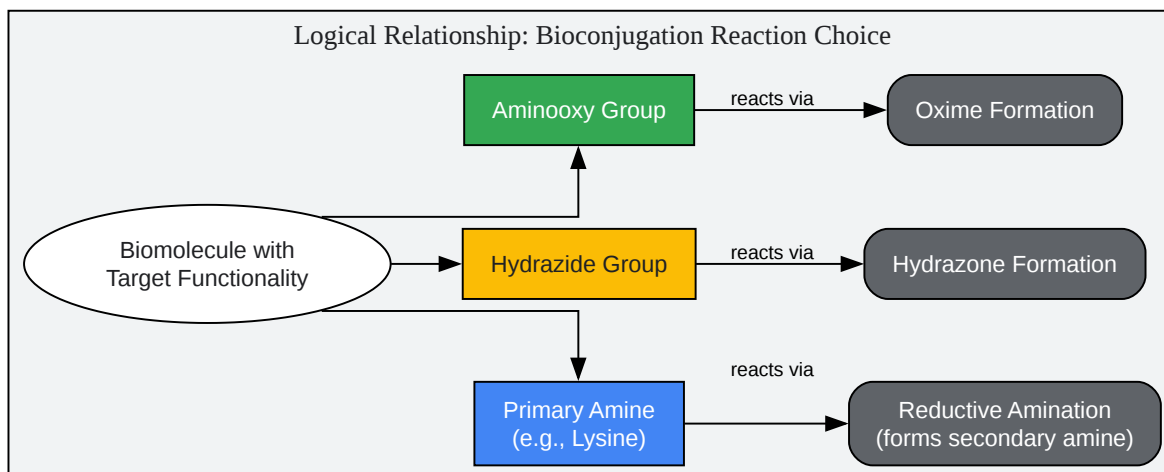 Logical Relationship: Bioconjugation Reaction Choice
Aminooxy Group
reacts via
Oxime Formation
Biomolecule with
Target Functionality
Hydrazide Group
reacts via
Hydrazone Formation
Primary Amine
(e.g., Lysine)
reacts via
Reductive Amination
(forms secondary amine)